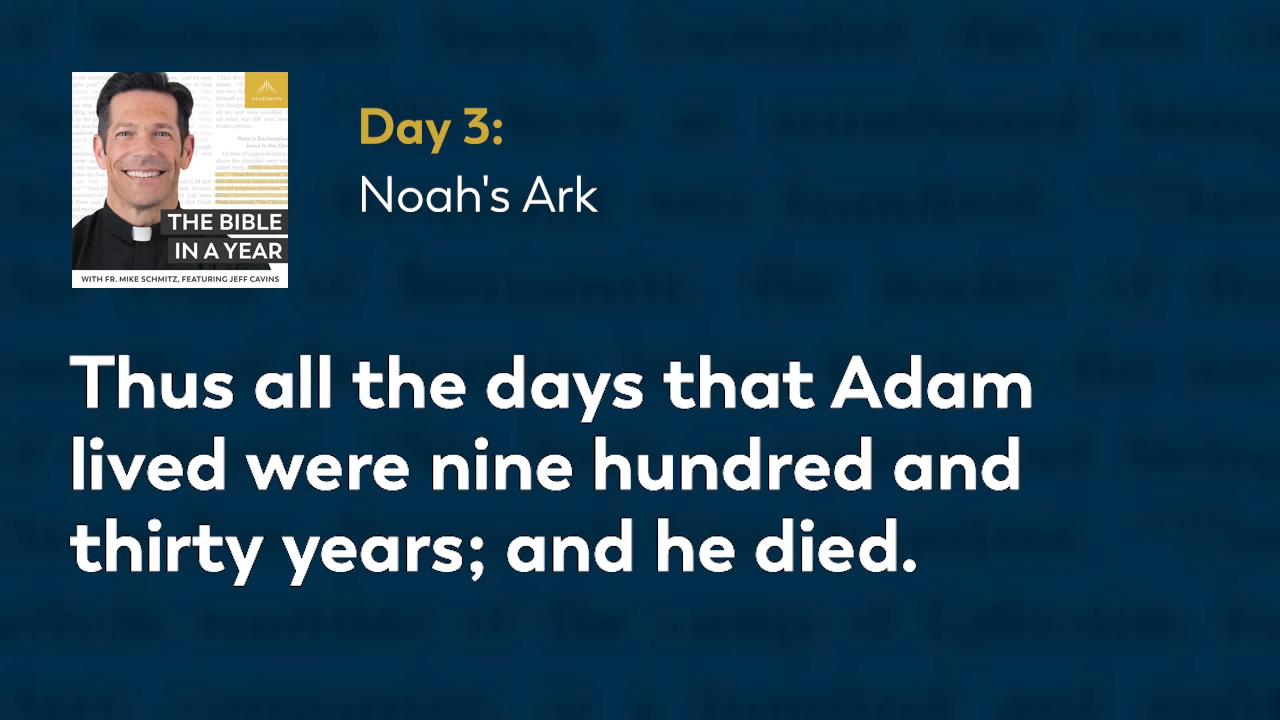 ASCENSION
THE BIBLE
IN A YEAR
WITH FR. MIKE SCHMITZ, FEATURING JEFF CAVINS
Day 3:
Noah's Ark
Thus all the days that Adam
lived were nine hundred and
thirty years; and he died.